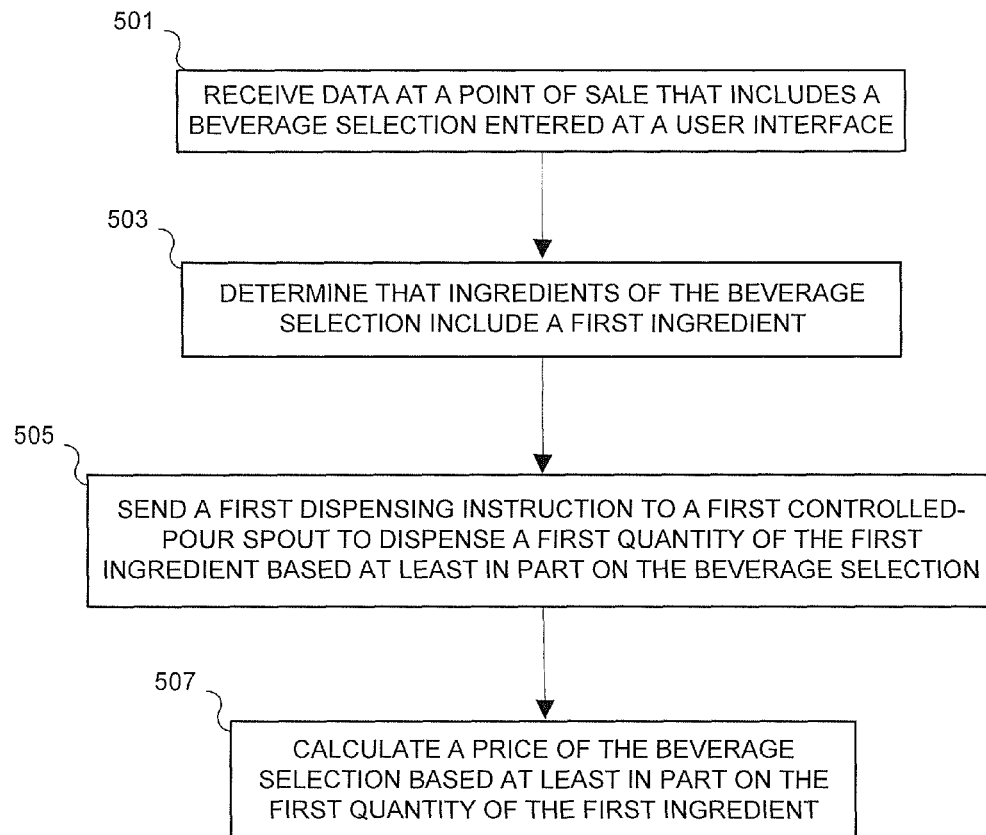 501
RECEIVE DATA AT A POINT OF SALE THAT INCLUDES A
BEVERAGE SELECTION ENTERED AT A USER INTERFACE
503
DETERMINE THAT INGREDIENTS OF THE BEVERAGE
SELECTION INCLUDE A FIRST INGREDIENT
505
SEND A FIRST DISPENSING INSTRUCTION TO A FIRST CONTROLLED-
POUR SPOUT TO DISPENSE A FIRST QUANTITY OF THE FIRST
INGREDIENT BASED AT LEAST IN PART ON THE BEVERAGE SELECTION
507
CALCULATE A PRICE OF THE BEVERAGE
SELECTION BASED AT LEAST IN PART ON THE
FIRST QUANTITY OF THE FIRST INGREDIENT